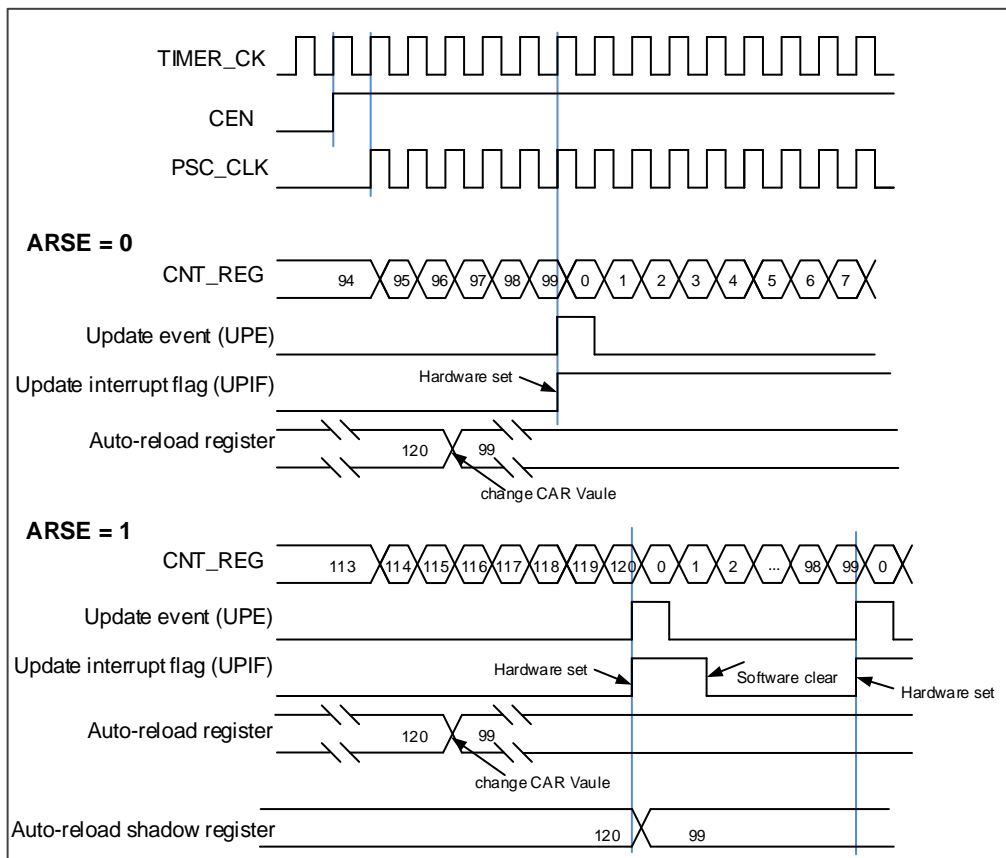 TIMER_CK
CEN
PSC_CLK
ARSE = 0
CNT_REG 94 95 96 97 98 99 0 1 2 3 4 5 6 7
Update event (UPE)
Update interrupt flag (UPIF) Hardware set
Auto-reload register 120 99
change CAR Vaule
ARSE = 1
CNT_REG 113 114 115 116 117 118 119 120 0 1 2 ... 98 99 0
Update event (UPE)
Update interrupt flag (UPIF) Hardware set Software clear Hardware set
Auto-reload register 120 99
change CAR Vaule
Auto-reload shadow register 120 99